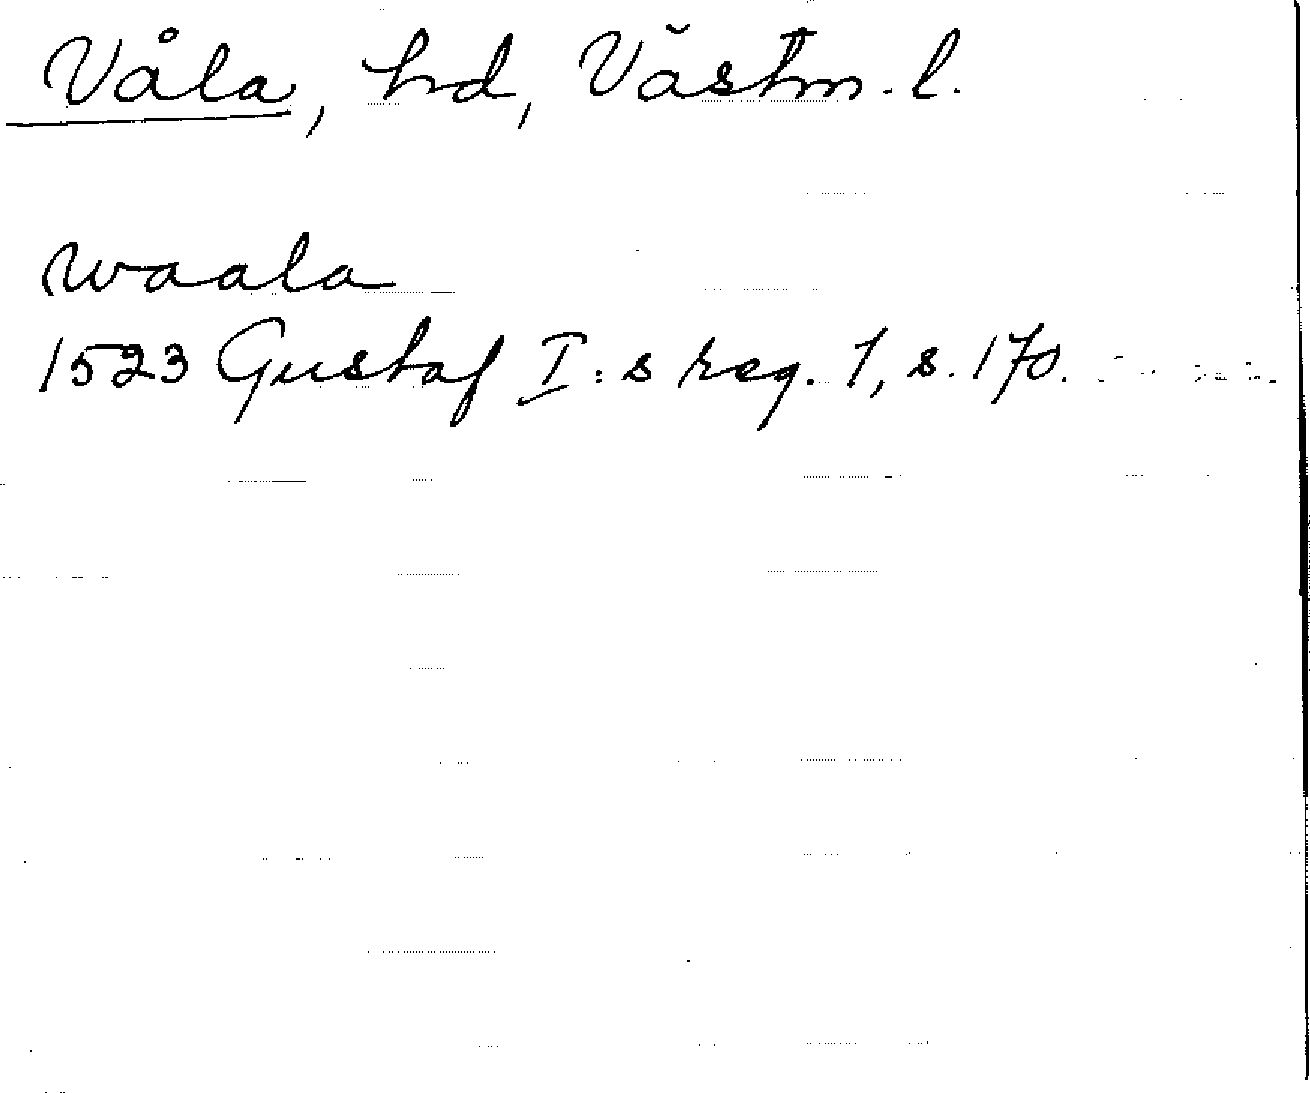 Våla, hd, Västm. l.
waala
1523 Gustaf I:s reg. 1, s. 170.